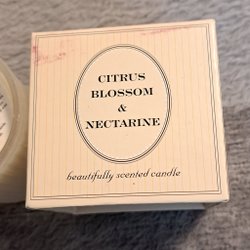 CITRUS
BLOSSOM
&
NECTARINE
beautifully scented candle